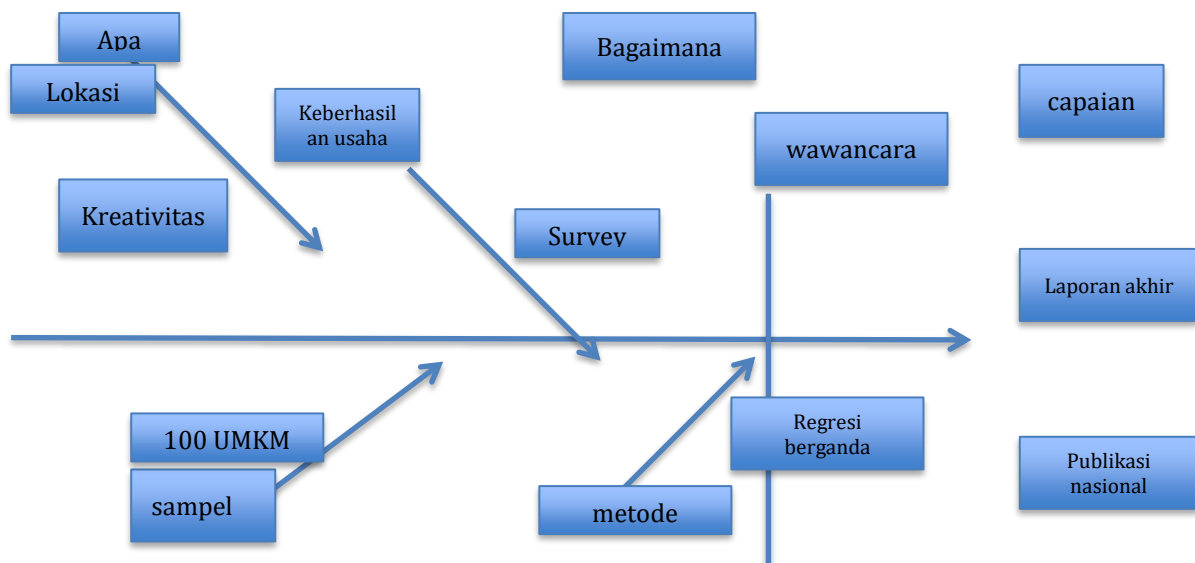 Apa
Lokasi
Keberhasil
an usaha
Kreativitas
Bagaimana
wawancara
Survey
capaian
Laporan akhir
100 UMKM
sampel
metode
Regresi
berganda
Publikasi
nasional